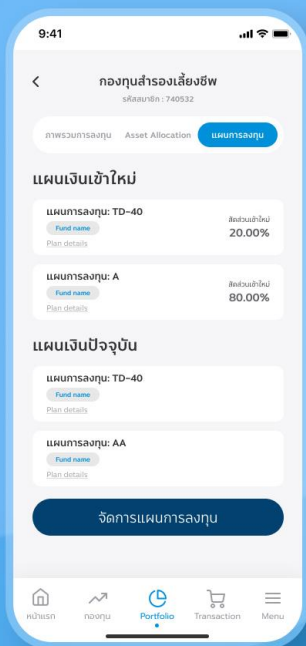 9:41
กองทุนสำรองเลี้ยงชีพ
รหัสสมาชิก : 740532
ภาพรวมการลงทุน Asset Allocation แผนการลงทุน
แผนเงินเข้าใหม่
แผนการลงทุน: TD-40
Fund name
Plan details
สัดส่วนเข้าใหม่
20.00%
แผนการลงทุน: A
Fund name
Plan details
สัดส่วนเข้าใหม่
80.00%
แผนเงินปัจจุบัน
แผนการลงทุน: TD-40
Fund name
Plan details
แผนการลงทุน: AA
Fund name
Plan details
จัดการแผนการลงทุน
หน้าแรก กองทุน Portfolio Transaction Menu